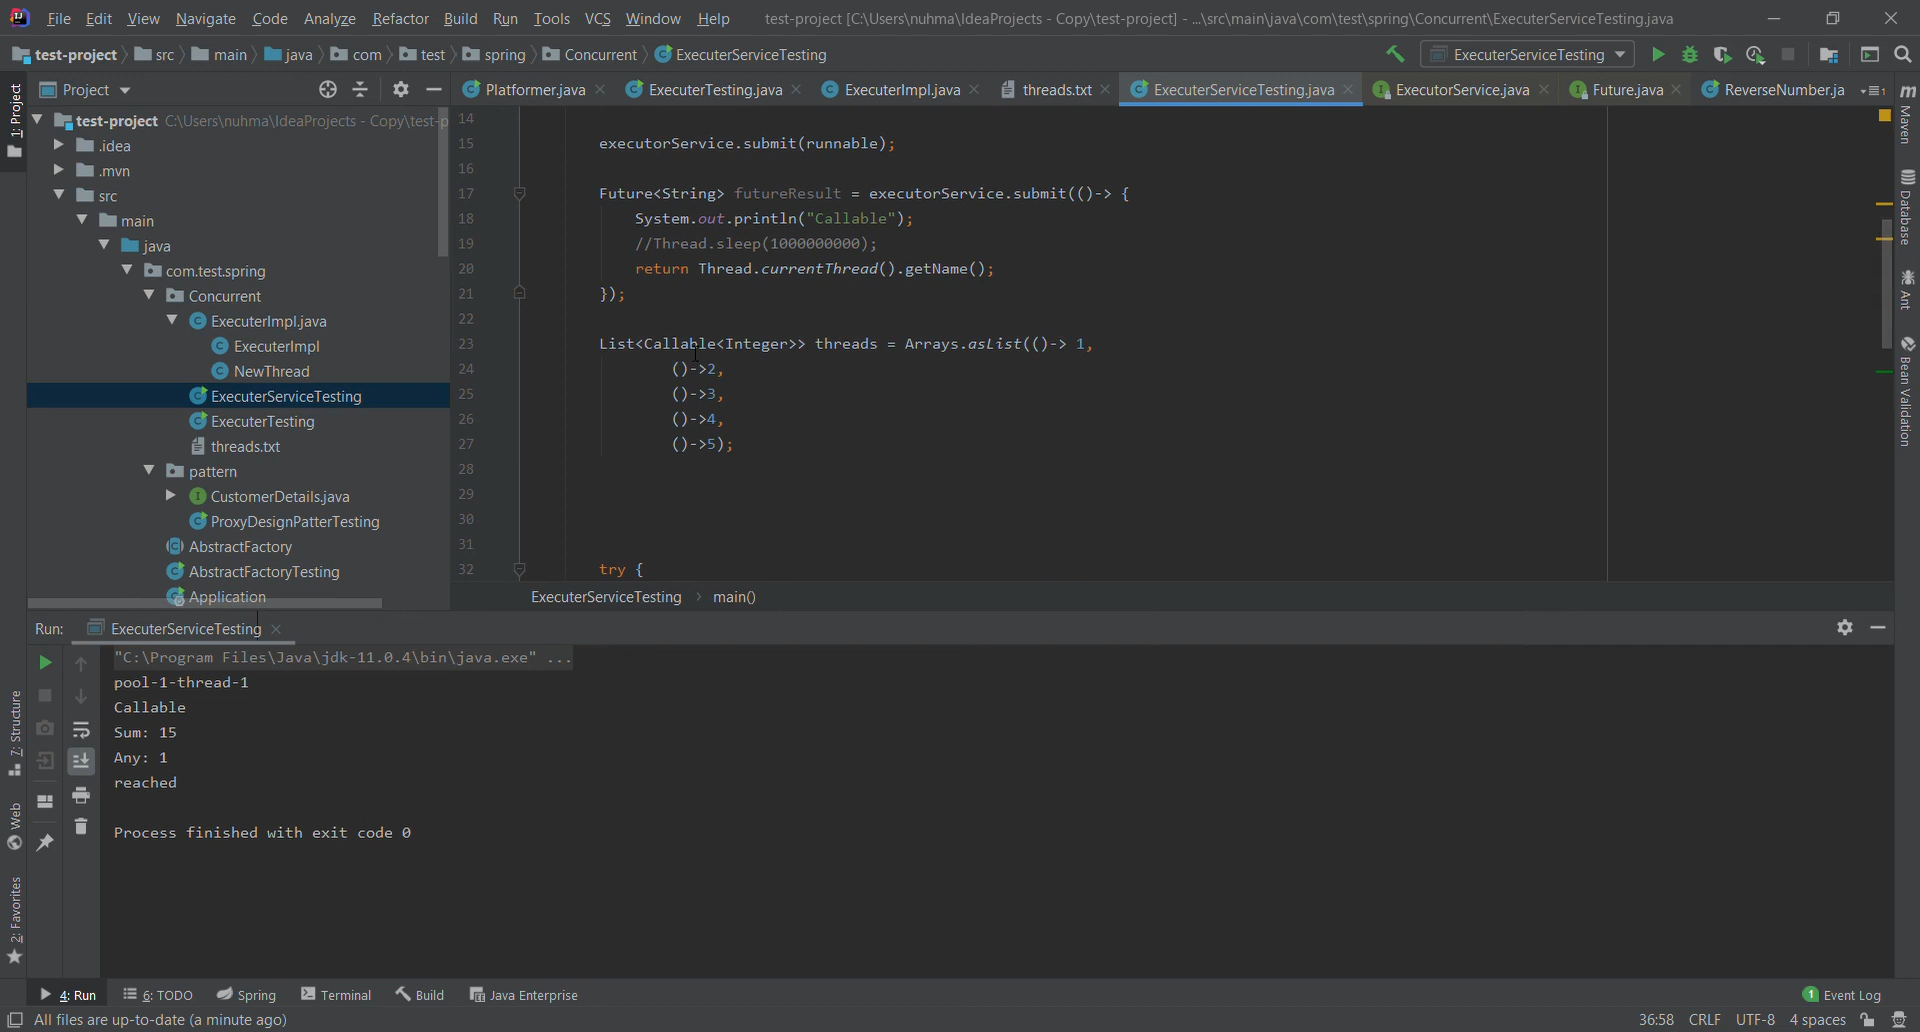 File Edit View Navigate Code Analyze Refactor Build Run Tools VCS Window Help test-project [C:\Users\nuhma\IdeaProjects - Copy\test-project] - ...\src\main\java\com\test\spring\Concurrent\ExecuterServiceTesting.java
test-project src main java com test spring Concurrent ExecuterServiceTesting ExecuterServiceTesting
Project Platformer.java ExecuterTesting.java ExecuterImpl.java threads.txt ExecuterServiceTesting.java ExecutorService.java Future.java ReverseNumber.ja
1: Project
test-project C:\Users\nuhma\IdeaProjects - Copy\test-p
.idea
.mvn
src
main
java
com.test.spring
Concurrent
ExecuterImpl.java
ExecuterImpl
NewThread
ExecuterServiceTesting
ExecuterTesting
threads.txt
pattern
CustomerDetails.java
ProxyDesignPatterTesting
AbstractFactory
AbstractFactoryTesting
Application
14
15 executorService.submit(runnable);
16
17 Future<String> futureResult = executorService.submit(()-> {
18 System.out.println("Callable");
19 //Thread.sleep(1000000000);
20 return Thread.currentThread().getName();
21 });
22
23 List<Callable<Integer>> threads = Arrays.asList(()-> 1,
24 ()->2,
25 ()->3,
26 ()->4,
27 ()->5);
28
29
30
31
32 try {
ExecuterServiceTesting main()
Maven
Database
Ant
Bean Validation
Run: ExecuterServiceTesting
"C:\Program Files\Java\jdk-11.0.4\bin\java.exe" ...
pool-1-thread-1
Callable
Sum: 15
Any: 1
reached
Process finished with exit code 0
7: Structure
Web
2: Favorites
4: Run 6: TODO Spring Terminal Build Java Enterprise 1 Event Log
All files are up-to-date (a minute ago) 36:58 CRLF UTF-8 4 spaces